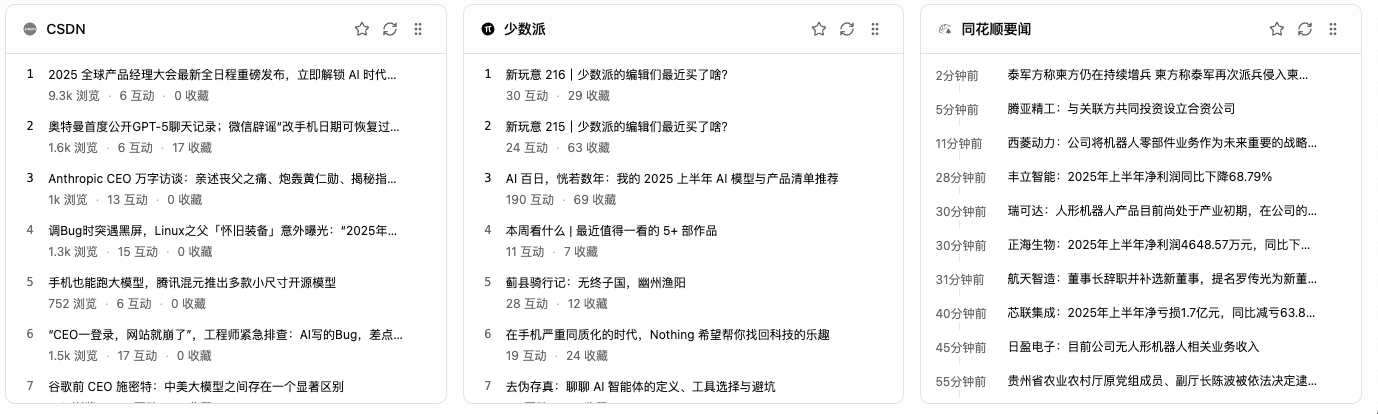 CSDN
1 2025 全球产品经理大会最新全日程重磅发布，立即解锁 AI 时代...
9.3k 浏览 · 6 互动 · 0 收藏
2 奥特曼首度公开GPT-5聊天记录；微信辟谣“改手机日期可恢复过...
1.6k 浏览 · 6 互动 · 17 收藏
3 Anthropic CEO 万字访谈：亲述丧父之痛、炮轰黄仁勋、揭秘指...
1k 浏览 · 13 互动 · 0 收藏
4 调Bug时突遇黑屏，Linux之父「怀旧装备」意外曝光：“2025年...
1.3k 浏览 · 15 互动 · 0 收藏
5 手机也能跑大模型，腾讯混元推出多款小尺寸开源模型
752 浏览 · 6 互动 · 0 收藏
6 “CEO一登录，网站就崩了”，工程师紧急排查：AI写的Bug，差点...
1.5k 浏览 · 17 互动 · 0 收藏
7 谷歌前 CEO 施密特：中美大模型之间存在一个显著区别
少数派
1 新玩意 216丨少数派的编辑们最近买了啥？
30 互动 · 29 收藏
2 新玩意 215丨少数派的编辑们最近买了啥？
24 互动 · 63 收藏
3 AI 百日，恍若数年：我的 2025 上半年 AI 模型与产品清单推荐
190 互动 · 69 收藏
4 本周看什么 | 最近值得一看的 5+ 部作品
11 互动 · 7 收藏
5 蓟县骑行记：无终子国，幽州渔阳
28 互动 · 12 收藏
6 在手机严重同质化的时代，Nothing 希望帮你找回科技的乐趣
19 互动 · 24 收藏
7 去伪存真：聊聊 AI 智能体的定义、工具选择与避坑
同花顺要闻
2分钟前 泰军方称柬方仍在持续增兵 柬方称泰军再次派兵侵入柬...
5分钟前 腾亚精工：与关联方共同投资设立合资公司
11分钟前 西菱动力：公司将机器人零部件业务作为未来重要的战略...
28分钟前 丰立智能：2025年上半年净利润同比下降68.79%
30分钟前 瑞可达：人形机器人产品目前尚处于产业初期，在公司的...
30分钟前 正海生物：2025年上半年净利润4648.57万元，同比下...
31分钟前 航天智造：董事长辞职并补选新董事，提名罗传光为新董...
40分钟前 芯联集成：2025年上半年净亏损1.7亿元，同比减亏63.8...
45分钟前 日盈电子：目前公司无人形机器人相关业务收入
55分钟前 贵州省农业农村厅原党组成员、副厅长陈波被依法决定逮...